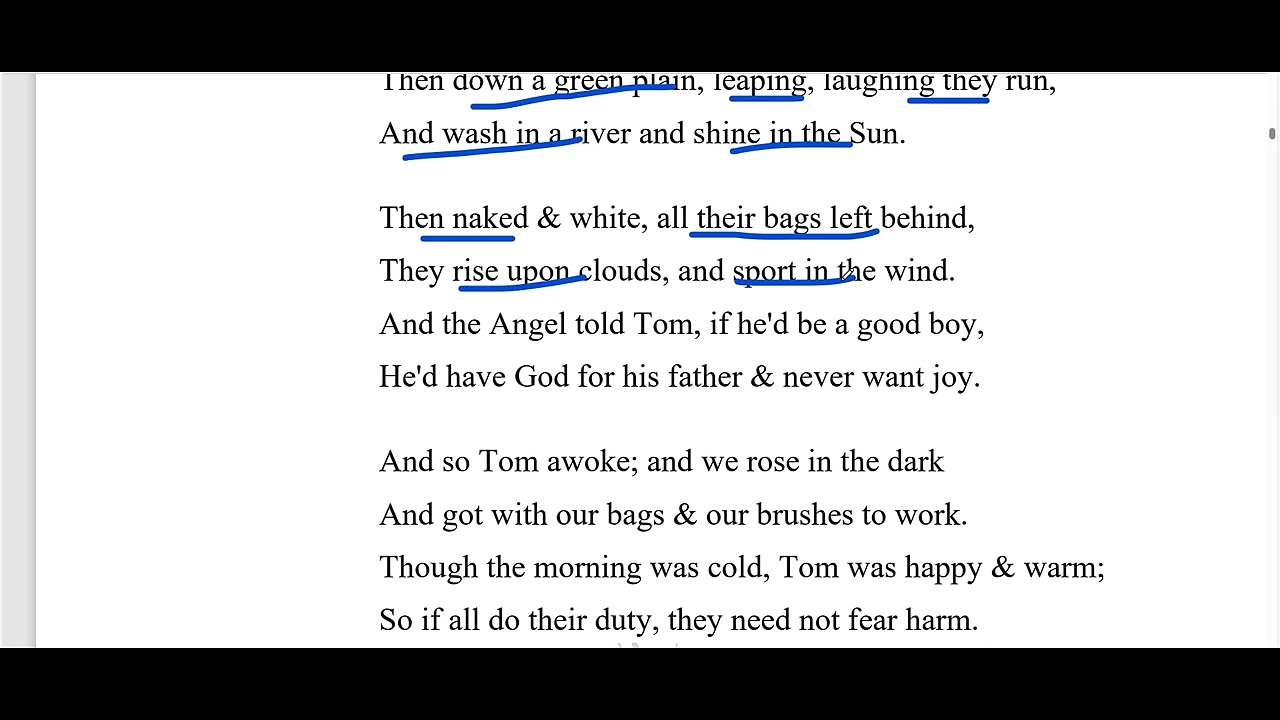 Then down a green plain, leaping, laughing they run,
And wash in a river and shine in the Sun.
Then naked & white, all their bags left behind,
They rise upon clouds, and sport in the wind.
And the Angel told Tom, if he'd be a good boy,
He'd have God for his father & never want joy.
And so Tom awoke; and we rose in the dark
And got with our bags & our brushes to work.
Though the morning was cold, Tom was happy & warm;
So if all do their duty, they need not fear harm.